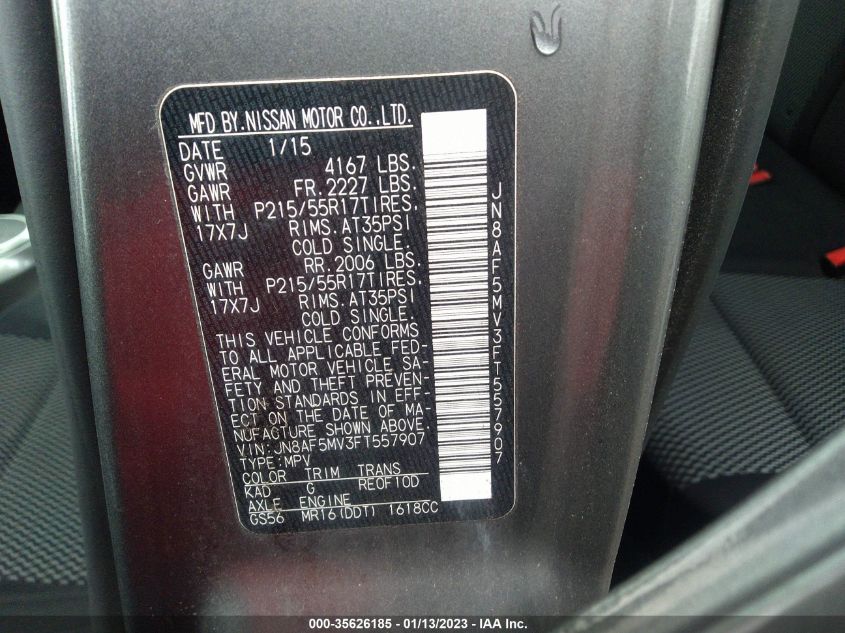 MFD BY.NISSAN MOTOR CO.,LTD.
DATE 1/15
GVWR 4167 LBS.
GAWR FR. 2227 LBS.
WITH P215/55R17TIRES.
17X7J RIMS. AT35PSI
COLD SINGLE.
GAWR RR. 2006 LBS.
WITH P215/55R17TIRES.
17X7J RIMS. AT35PSI
COLD SINGLE.
THIS VEHICLE CONFORMS
TO ALL APPLICABLE FED-
ERAL MOTOR VEHICLE SA-
FETY AND THEFT PREVEN-
TION STANDARDS IN EFF-
ECT ON THE DATE OF MA-
NUFACTURE SHOWN ABOVE.
VIN:JN8AF5MV3FT557907
TYPE:MPV
COLOR TRIM TRANS
KAD G RE0F10D
AXLE ENGINE
GS56 MR16(DDT) 1618CC
JN8AF5MV3FT557907
000-35626185 - 01/13/2023 - IAA Inc.